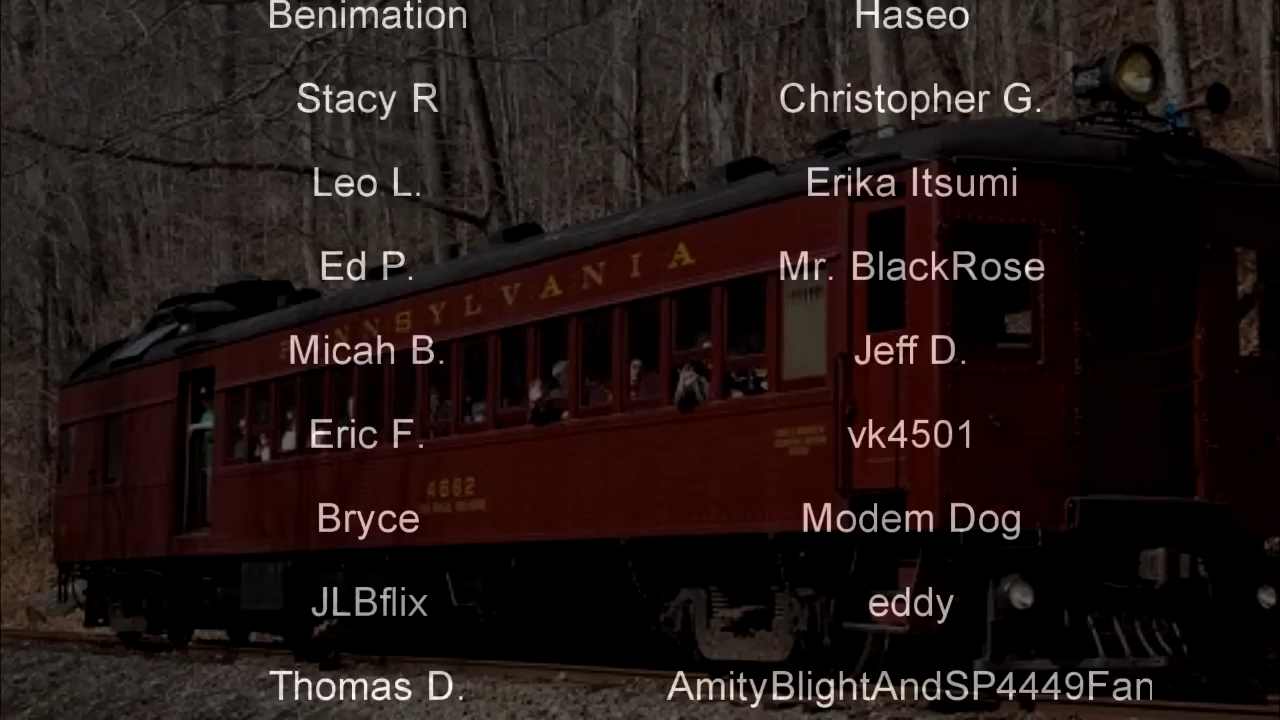 Benimation
Haseo
Stacy R
Christopher G.
Leo L.
Erika Itsumi
Ed P.
Mr. BlackRose
NNSYLVANIA
Micah B.
Jeff D.
Eric F.
vk4501
4662
Bryce
Modem Dog
JLBflix
eddy
Thomas D.
AmityBlightAndSP4449Fan